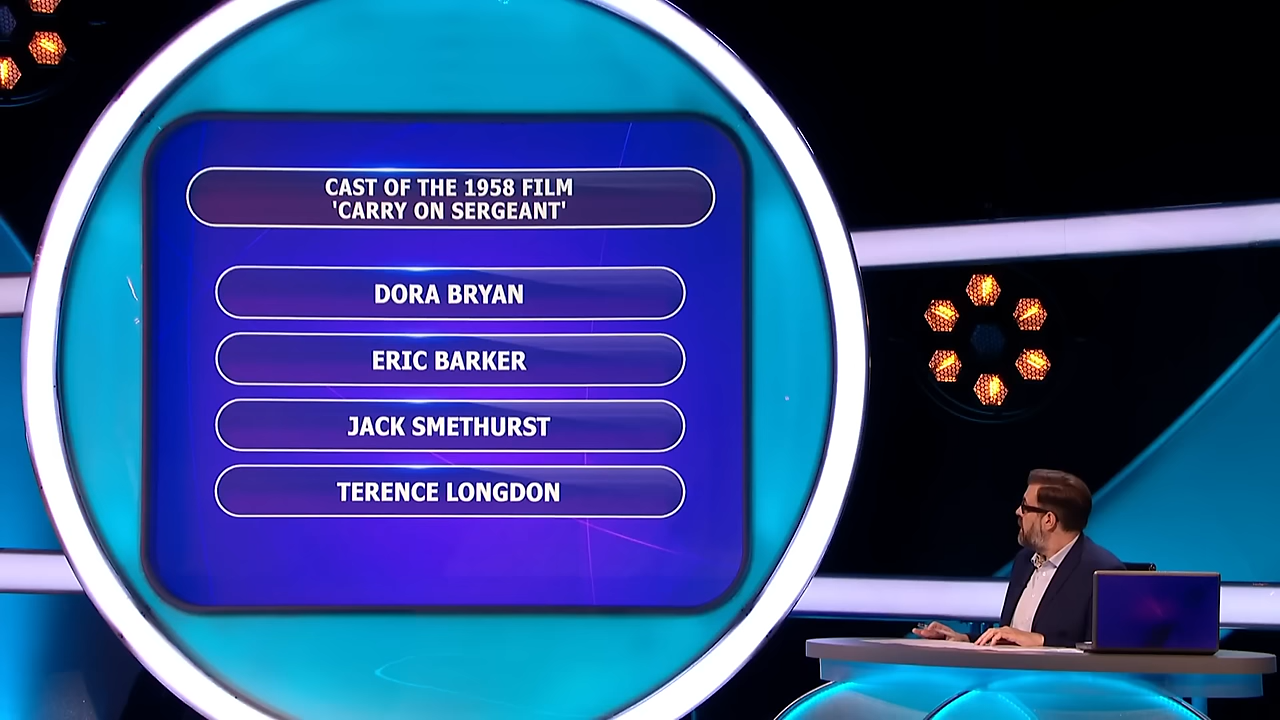 CAST OF THE 1958 FILM
'CARRY ON SERGEANT'
DORA BRYAN
ERIC BARKER
JACK SMETHURST
TERENCE LONGDON